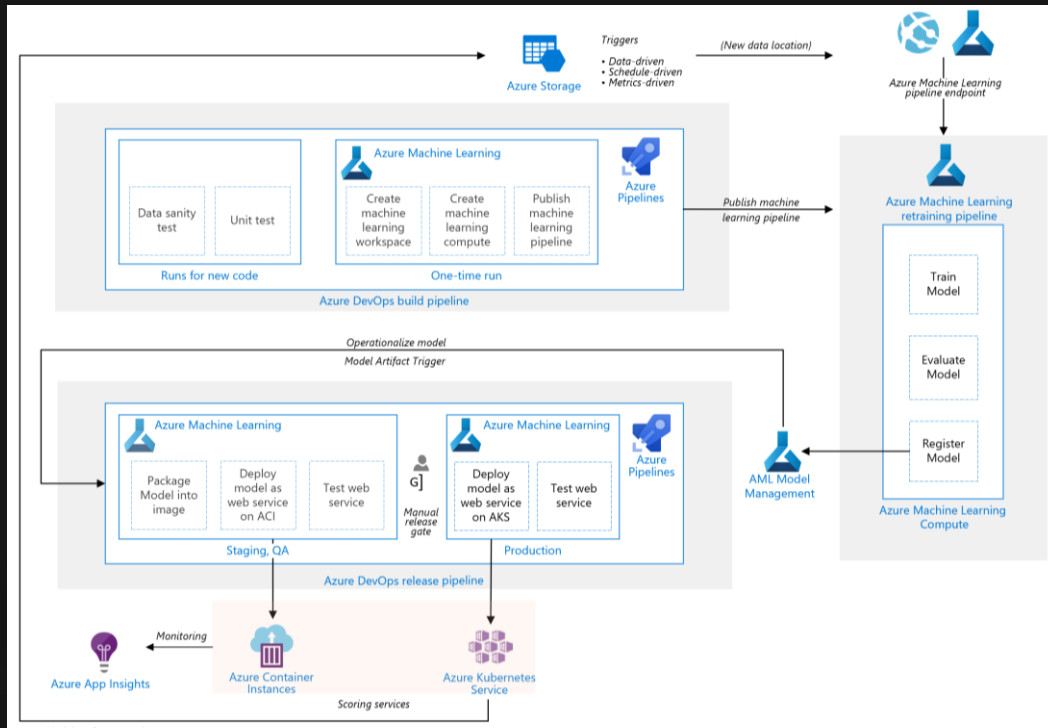 Triggers
• Data-driven
• Schedule-driven
• Metrics-driven
Azure Storage
(New data location)
Azure Machine Learning
pipeline endpoint
Azure Machine Learning
Create
machine
learning
workspace
Create
machine
learning
compute
Publish
machine
learning
pipeline
One-time run
Data sanity
test
Unit test
Runs for new code
Azure
Pipelines
Azure DevOps build pipeline
Publish machine
learning pipeline
Azure Machine Learning
retraining pipeline
Train
Model
Evaluate
Model
Register
Model
Azure Machine Learning
Compute
AML Model
Management
Operationalize model
Model Artifact Trigger
Azure Machine Learning
Package
Model into
image
Deploy
model as
web service
on ACI
Test web
service
Staging, QA
G]
Manual
release
gate
Azure Machine Learning
Deploy
model as
web service
on AKS
Test web
service
Production
Azure
Pipelines
Azure DevOps release pipeline
Monitoring
Azure App Insights
Azure Container
Instances
Azure Kubernetes
Service
Scoring services